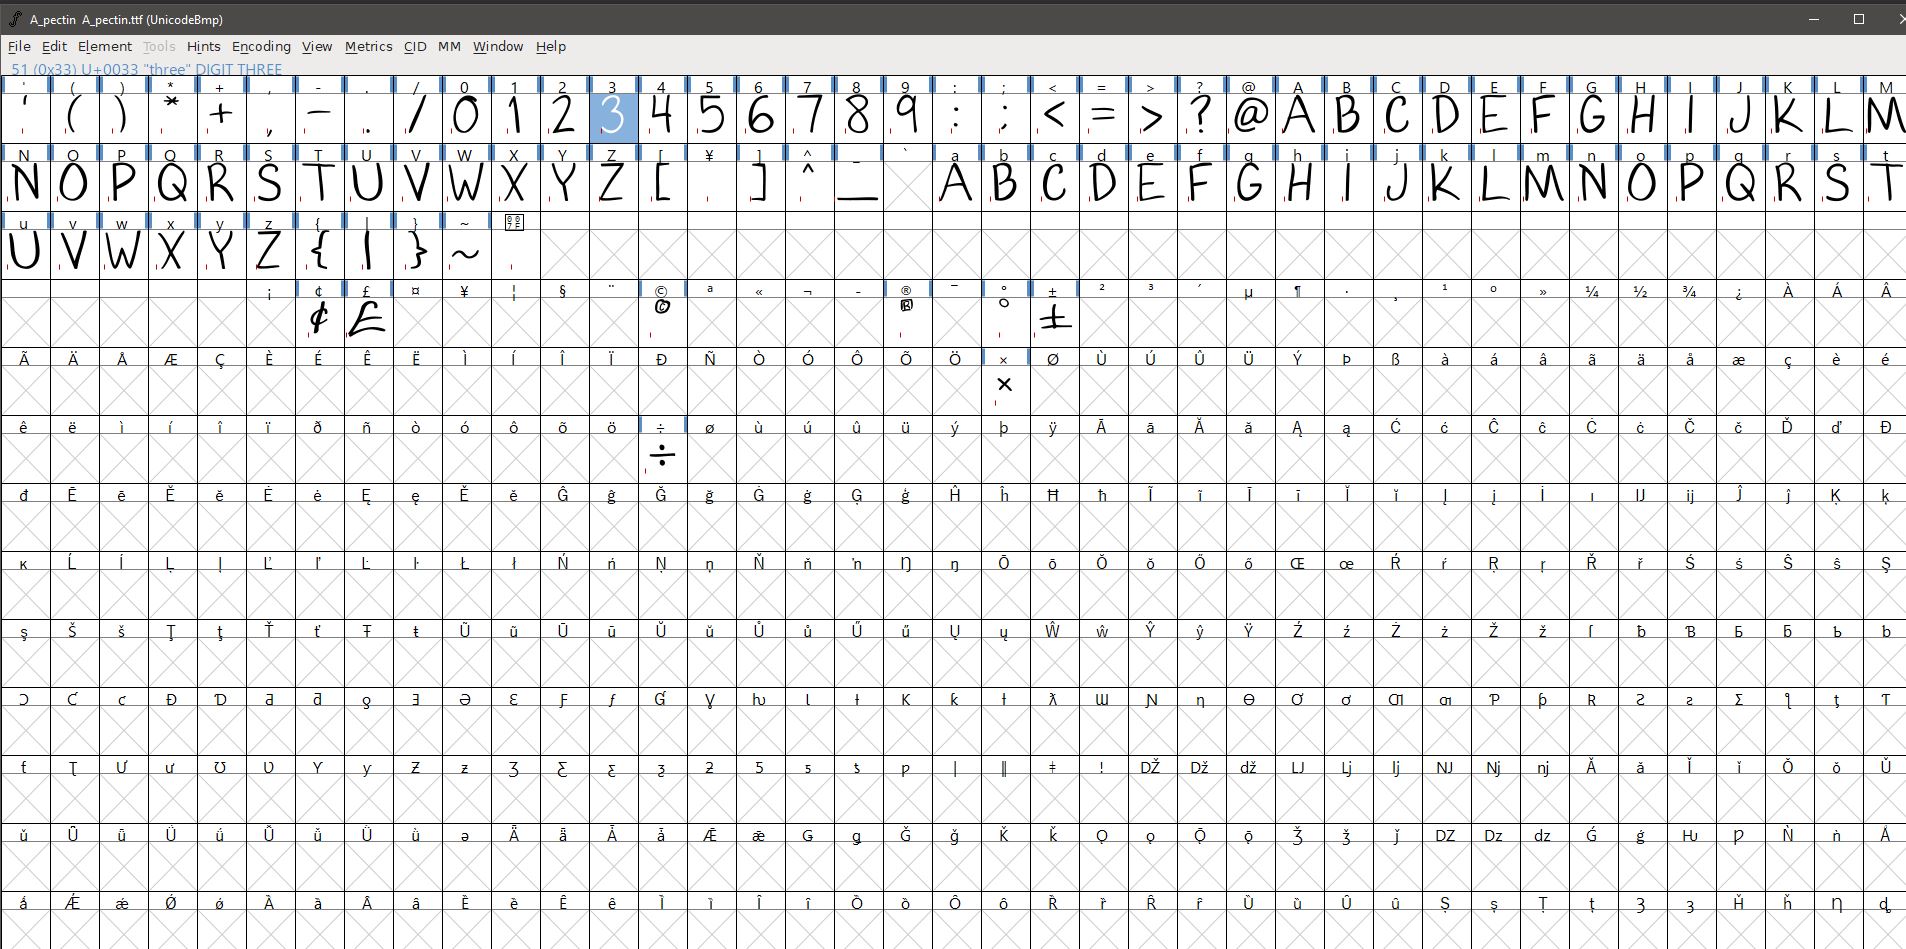 A_pectin A_pectin.ttf (UnicodeBmp)
File Edit Element Tools Hints Encoding View Metrics CID MM Window Help
51 (0x33) U+0033 "three" DIGIT THREE
' ( ) * + , - . / 0 1 2 3 4 5 6 7 8 9 : ; < = > ? @ A B C D E F G H I J K L M
' ( ) * + , - . / 0 1 2 3 4 5 6 7 8 9 : ; < = > ? @ A B C D E F G H I J K L M
N O P Q R S T U V W X Y Z [ ¥ ] ^ _ ` a b c d e f g h i j k l m n o p q r s t
N O P Q R S T U V W X Y Z [ ] ^ _ A B C D E F G H I J K L M N O P Q R S T
u v w x y z { | } ~
U V W X Y Z { | } ~
¡ ¢ £ ¤ ¥ ¦ § ¨ © ª « ¬ - ® ¯ ° ± ² ³ ´ µ ¶ · ¸ ¹ º » ¼ ½ ¾ ¿ À Á Â
¢ £ © ® ° ±
Ã Ä Å Æ Ç È É Ê Ë Ì Í Î Ï Ð Ñ Ò Ó Ô Õ Ö × Ø Ù Ú Û Ü Ý Þ ß à á â ã ä å æ ç è é
×
ê ë ì í î ï ð ñ ò ó ô õ ö ÷ ø ù ú û ü ý þ ÿ Ā ā Ă ă Ą ą Ć ć Ĉ ĉ Ċ ċ Č č Ď ď Đ
÷
đ Ē ē Ĕ ĕ Ė ė Ę ę Ě ě Ĝ ĝ Ğ ğ Ġ ġ Ģ ģ Ĥ ĥ Ħ ħ Ĩ ĩ Ī ī Ĭ ĭ Į į İ ı Ĳ ĳ Ĵ ĵ Ķ ķ
ĸ Ĺ ĺ Ļ ļ Ľ ľ Ŀ ŀ Ł ł Ń ń Ņ ņ Ň ň ŉ Ŋ ŋ Ō ō Ŏ ŏ Ő ő Œ œ Ŕ ŕ Ŗ ŗ Ř ř Ś ś Ŝ ŝ Ş
ş Š š Ţ ţ Ť ť Ŧ ŧ Ũ ũ Ū ū Ŭ ŭ Ů ů Ű ű Ų ų Ŵ ŵ Ŷ ŷ Ÿ Ź ź Ż ż Ž ž ſ ƀ Ɓ Ƃ ƃ Ƅ ƅ
Ɔ Ƈ ƈ Ɖ Ɗ Ƌ ƌ ƍ Ǝ Ə Ɛ Ƒ ƒ Ɠ Ɣ ƕ Ɩ Ɨ Ƙ ƙ ƚ ƛ Ɯ Ɲ ƞ Ɵ Ơ ơ Ƣ ƣ Ƥ ƥ Ʀ Ƨ ƨ Ʃ ƪ ƫ Ƭ
ƭ Ʈ Ư ư Ʊ Ʋ Ƴ ƴ Ƶ ƶ Ʒ Ƹ ƹ ƺ ƻ Ƽ ƽ ƾ ƿ ǀ ǁ ǂ ǃ Ǆ ǅ ǆ Ǉ ǈ ǉ Ǌ ǋ ǌ Ǎ ǎ Ǐ ǐ Ǒ ǒ Ǔ
ǔ Ǖ ǖ Ǘ ǘ Ǚ ǚ Ǜ ǜ ǝ Ǟ ǟ Ǡ ǡ Ǣ ǣ Ǥ ǥ Ǧ ǧ Ǩ ǩ Ǫ ǫ Ǭ ǭ Ǯ ǯ ǰ Ǳ ǲ ǳ Ǵ ǵ Ƕ Ƿ Ǹ ǹ Ǻ
ǻ Ǽ ǽ Ǿ ǿ Ȁ ȁ Ȃ ȃ Ȅ ȅ Ȇ ȇ Ȉ ȉ Ȋ ȋ Ȍ ȍ Ȏ ȏ Ȑ ȑ Ȓ ȓ Ȕ ȕ Ȗ ȗ Ș ș Ț ț Ȝ ȝ Ȟ ȟ Ƞ ȡ